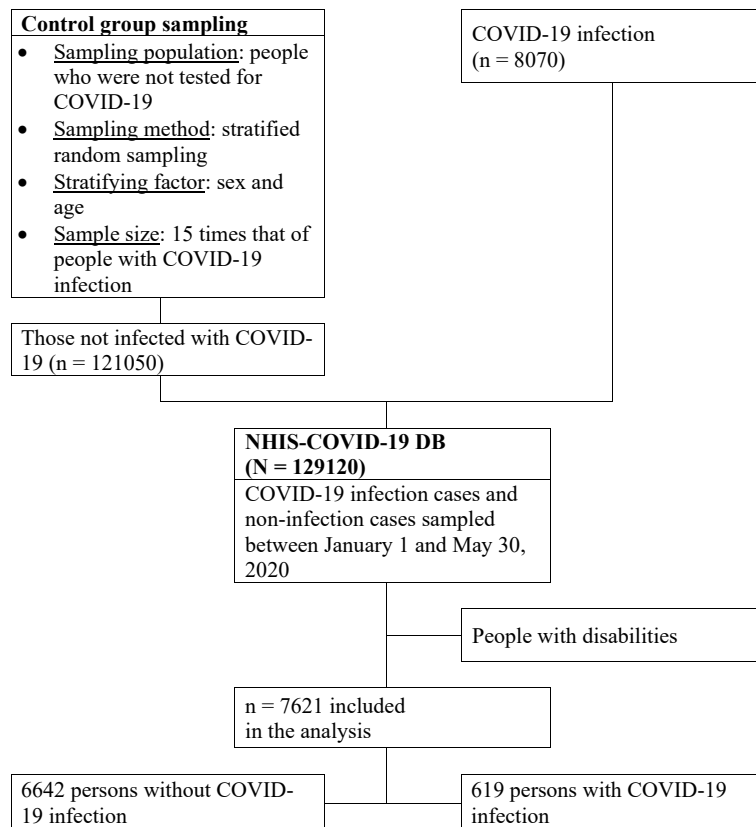 Control group sampling
• Sampling population: people
who were not tested for
COVID-19
• Sampling method: stratified
random sampling
• Stratifying factor: sex and
age
• Sample size: 15 times that of
people with COVID-19
infection
COVID-19 infection
(n = 8070)
Those not infected with COVID-
19 (n = 121050)
NHIS-COVID-19 DB
(N = 129120)
COVID-19 infection cases and
non-infection cases sampled
between January 1 and May 30,
2020
People with disabilities
n = 7621 included
in the analysis
6642 persons without COVID-
19 infection
619 persons with COVID-19
infection